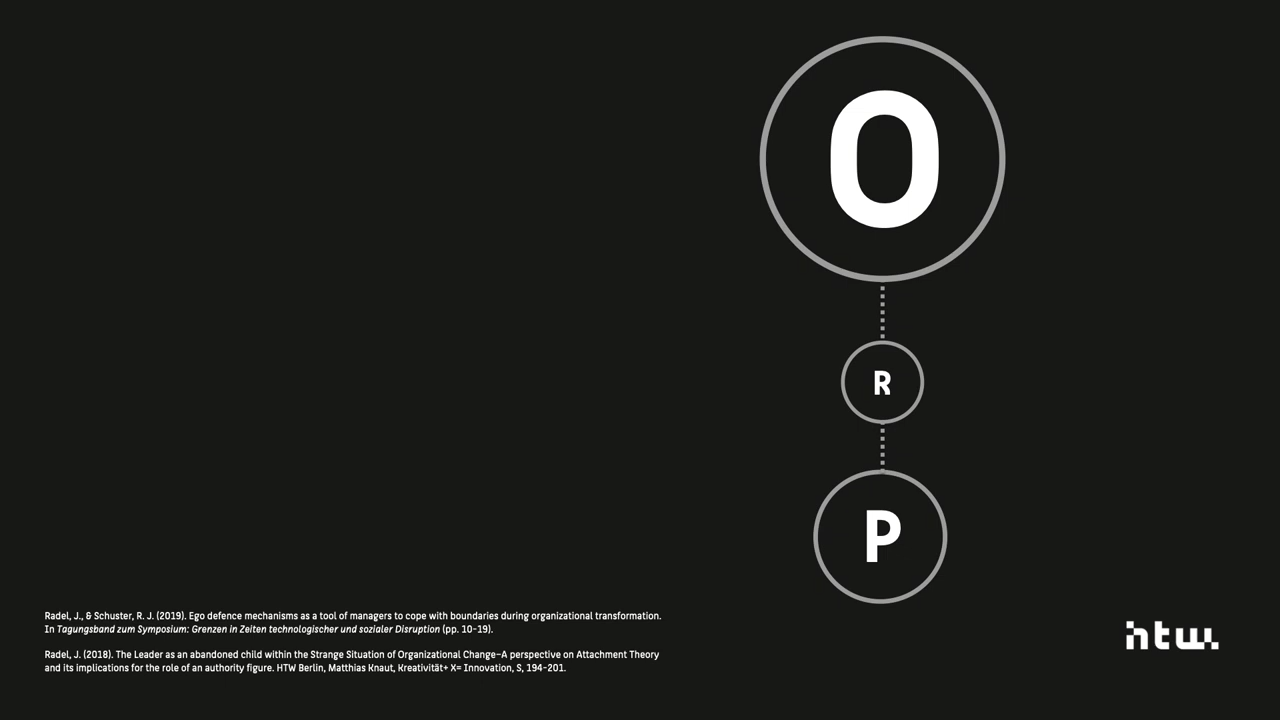 O
R
P
Radel, J., & Schuster, R. J. (2019). Ego defence mechanisms as a tool of managers to cope with boundaries during organizational transformation.
In Tagungsband zum Symposium: Grenzen in Zeiten technologischer und sozialer Disruption (pp. 10-19).
Radel, J. (2018). The Leader as an abandoned child within the Strange Situation of Organizational Change–A perspective on Attachment Theory
and its implications for the role of an authority figure. HTW Berlin, Matthias Knaut, Kreativität+ X= Innovation, S, 194-201.
htw.